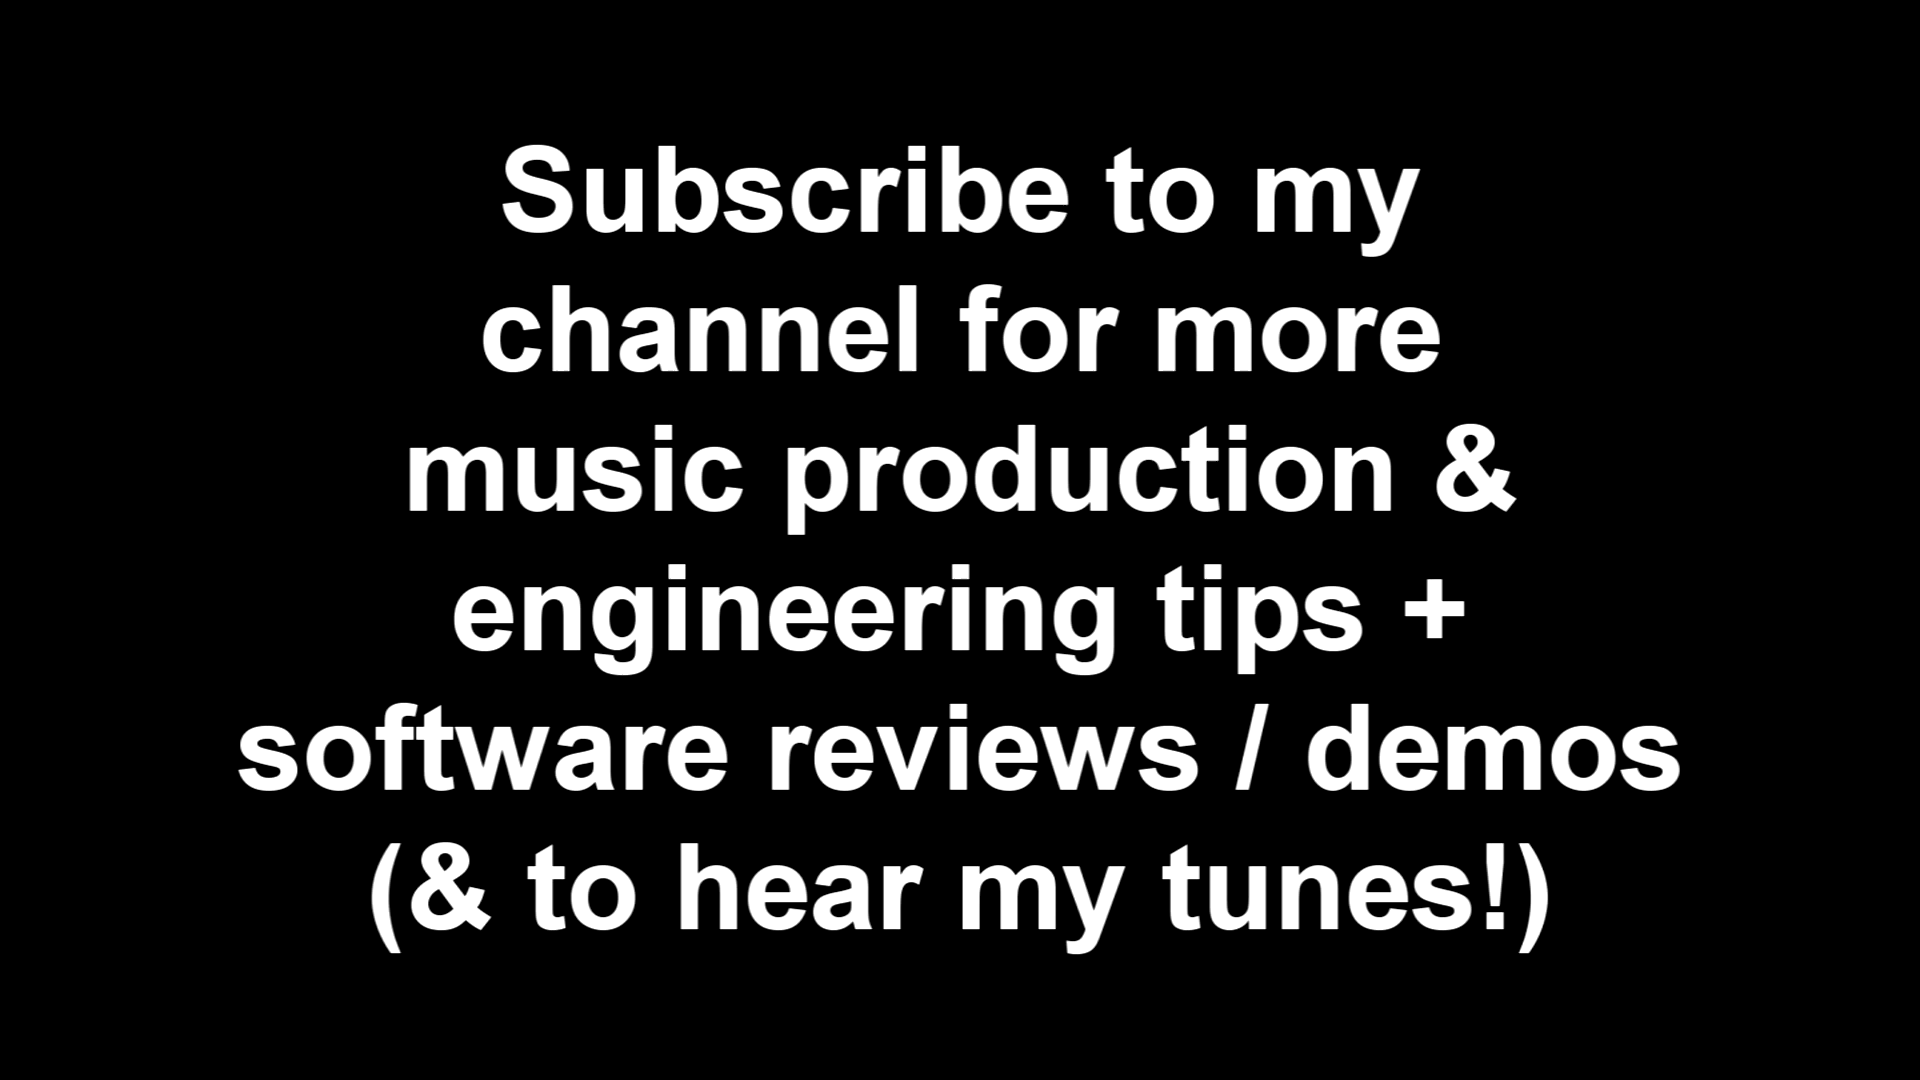 Subscribe to my
channel for more
music production &
engineering tips +
software reviews / demos
(& to hear my tunes!)